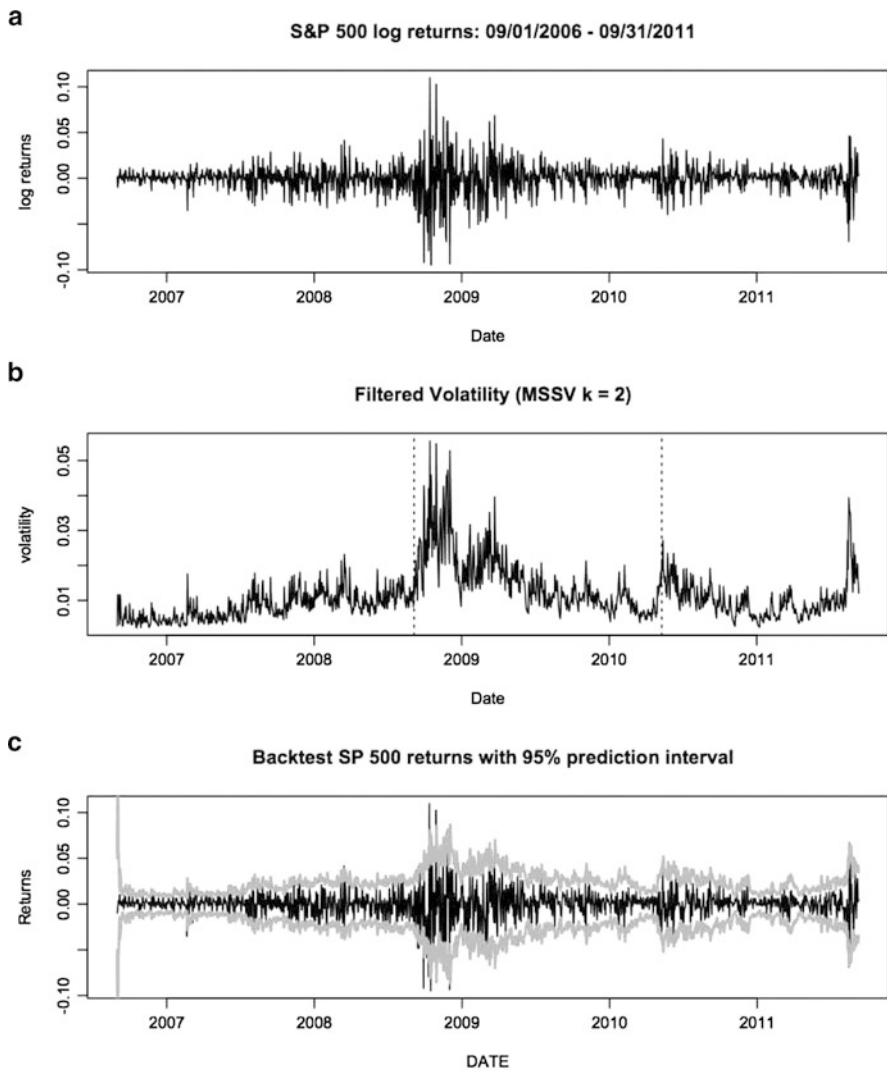 a
S&P 500 log returns: 09/01/2006 - 09/31/2011
log returns
0.10
0.05
0.00
-0.10
2007 2008 2009 2010 2011
Date
b
Filtered Volatility (MSSV k = 2)
volatility
0.05
0.03
0.01
2007 2008 2009 2010 2011
Date
c
Backtest SP 500 returns with 95% prediction interval
Returns
0.10
0.05
0.00
-0.10
2007 2008 2009 2010 2011
DATE